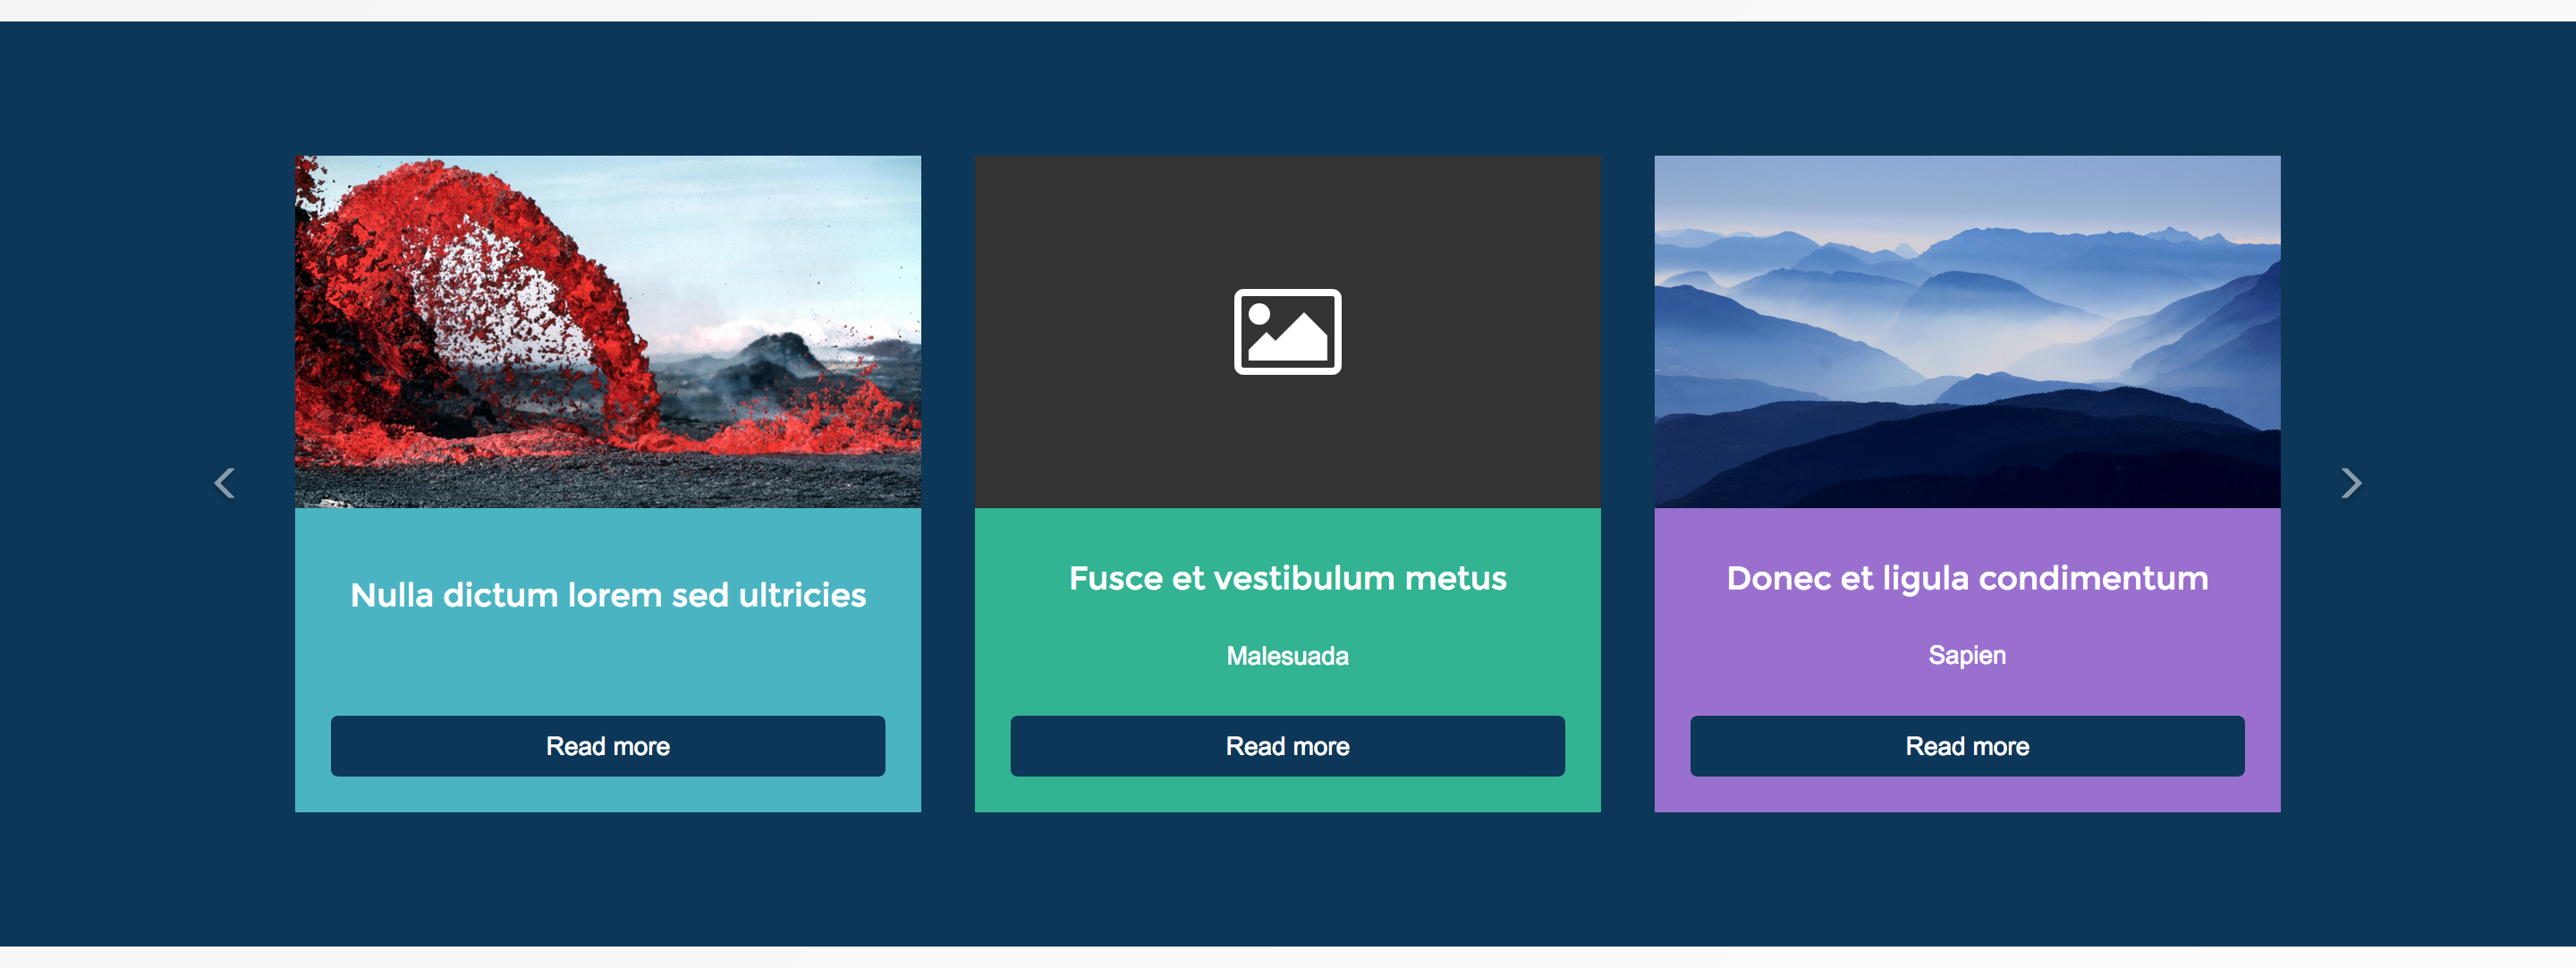 Nulla dictum lorem sed ultricies
Read more
Fusce et vestibulum metus
Malesuada
Read more
Donec et ligula condimentum
Sapien
Read more